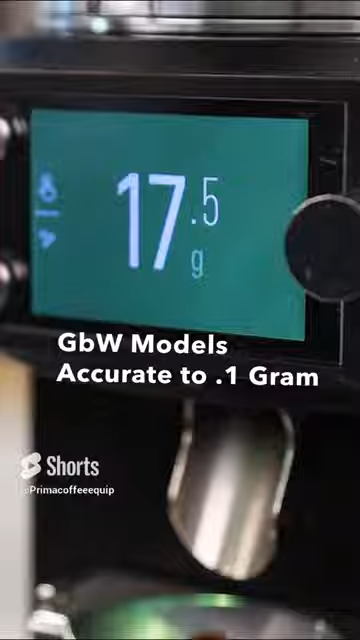 17.5
g
GbW Models
Accurate to .1 Gram
Shorts
@Primacoffeeequip